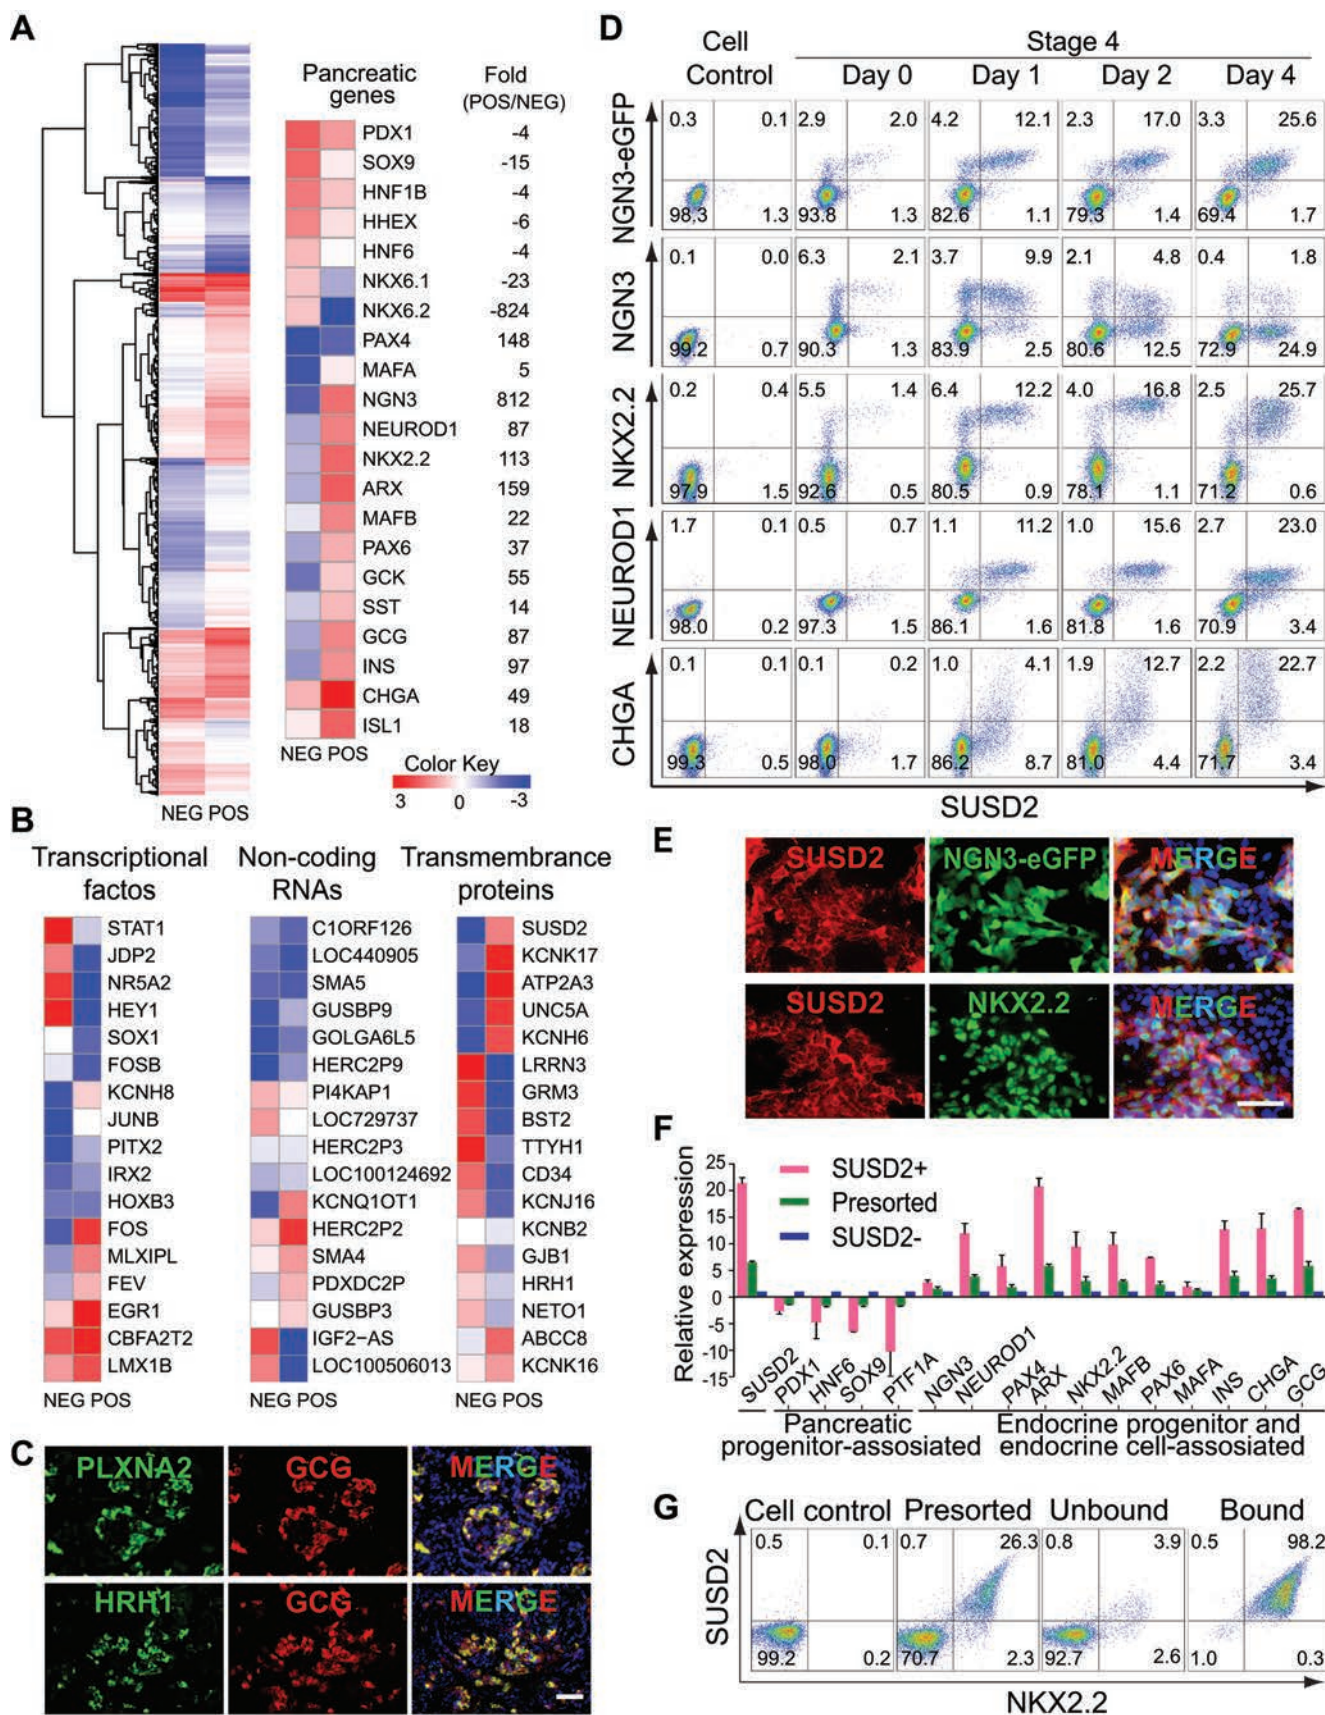 A
Pancreatic
genes
Fold
(POS/NEG)
PDX1 -4
SOX9 -15
HNF1B -4
HHEX -6
HNF6 -4
NKX6.1 -23
NKX6.2 -824
PAX4 148
MAFA 5
NGN3 812
NEUROD1 87
NKX2.2 113
ARX 159
MAFB 22
PAX6 37
GCK 55
SST 14
GCG 87
INS 97
CHGA 49
ISL1 18
NEG POS
Color Key
3 0 -3
NEG POS
B
Transcriptional
factos
STAT1
JDP2
NR5A2
HEY1
SOX1
FOSB
KCNH8
JUNB
PITX2
IRX2
HOXB3
FOS
MLXIPL
FEV
EGR1
CBFA2T2
LMX1B
NEG POS
Non-coding
RNAs
C1ORF126
LOC440905
SMA5
GUSBP9
GOLGA6L5
HERC2P9
PI4KAP1
LOC729737
HERC2P3
LOC100124692
KCNQ1OT1
HERC2P2
SMA4
PDXDC2P
GUSBP3
IGF2-AS
LOC100506013
NEG POS
Transmembrance
proteins
SUSD2
KCNK17
ATP2A3
UNC5A
KCNH6
LRRN3
GRM3
BST2
TTYH1
CD34
KCNJ16
KCNB2
GJB1
HRH1
NETO1
ABCC8
KCNK16
NEG POS
C
PLXNA2 GCG MERGE
HRH1 GCG MERGE
D
Cell
Control
Stage 4
Day 0 Day 1 Day 2 Day 4
NGN3-eGFP
0.3 0.1 2.9 2.0 4.2 12.1 2.3 17.0 3.3 25.6
98.3 1.3 93.8 1.3 82.6 1.1 79.3 1.4 69.4 1.7
NGN3
0.1 0.0 6.3 2.1 3.7 9.9 2.1 4.8 0.4 1.8
99.2 0.7 90.3 1.3 83.9 2.5 80.6 12.5 72.9 24.9
NKX2.2
0.2 0.4 5.5 1.4 6.4 12.2 4.0 16.8 2.5 25.7
97.9 1.5 92.6 0.5 80.5 0.9 78.1 1.1 71.2 0.6
NEUROD1
1.7 0.1 0.5 0.7 1.1 11.2 1.0 15.6 2.7 23.0
98.0 0.2 97.3 1.5 86.1 1.6 81.8 1.6 70.9 3.4
CHGA
0.1 0.1 0.1 0.2 1.0 4.1 1.9 12.7 2.2 22.7
99.3 0.5 98.0 1.7 86.2 8.7 81.0 4.4 71.7 3.4
SUSD2
E
SUSD2 NGN3-eGFP MERGE
SUSD2 NKX2.2 MERGE
F
Relative expression
25
20
15
10
5
0
-5
-10
-15
SUSD2+
Presorted
SUSD2-
SUSD2 PDX1 HNF6 SOX9 PTF1A NGN3 NEUROD1 PAX4 ARX NKX2.2 MAFB PAX6 MAFA INS CHGA GCG
Pancreatic
progenitor-assosiated
Endocrine progenitor and
endocrine cell-assosiated
G
Cell control Presorted Unbound Bound
SUSD2
0.5 0.1 0.7 26.3 0.8 3.9 0.5 98.2
99.2 0.2 70.7 2.3 92.7 2.6 1.0 0.3
NKX2.2